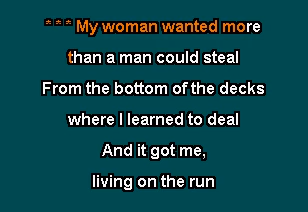 * * * My woman wanted more
than a man could steal
From the bottom of the decks
where I learned to deal
And it got me,
living on the run